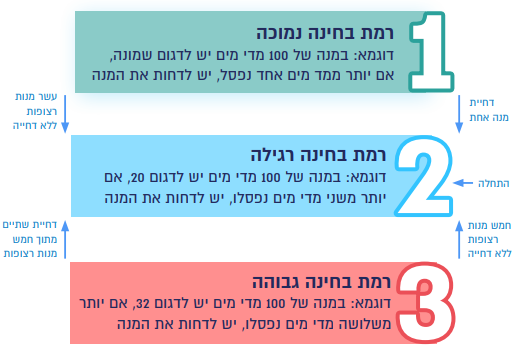 1
רמת בחינה נמוכה
דוגמא: במנה של 100 מדי מים יש לדגום שמונה,
אם יותר ממד מים אחד נפסל, יש לדחות את המנה
דחיית
מנה אחת
עשר מנות
רצופות
ללא דחייה
2
רמת בחינה רגילה
דוגמא: במנה של 100 מדי מים יש לדגום 20, אם
יותר משני מדי מים נפסלו, יש לדחות את המנה
התחלה
חמש מנות
רצופות
ללא דחייה
דחיית שתיים
מתוך חמש
מנות רצופות
3
רמת בחינה גבוהה
דוגמא: במנה של 100 מדי מים יש לדגום 32, אם יותר
משלושה מדי מים נפסלו, יש לדחות את המנה